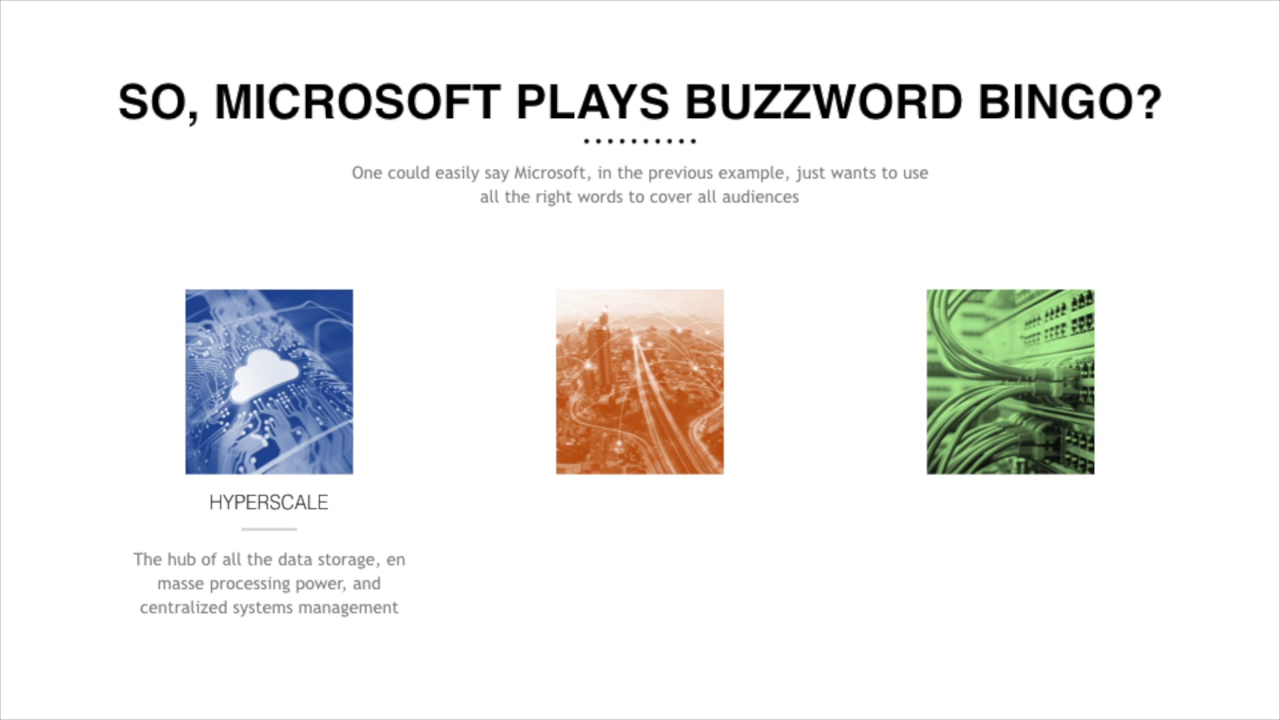 SO, MICROSOFT PLAYS BUZZWORD BINGO?
One could easily say Microsoft, in the previous example, just wants to use
all the right words to cover all audiences
HYPERSCALE
The hub of all the data storage, en
masse processing power, and
centralized systems management